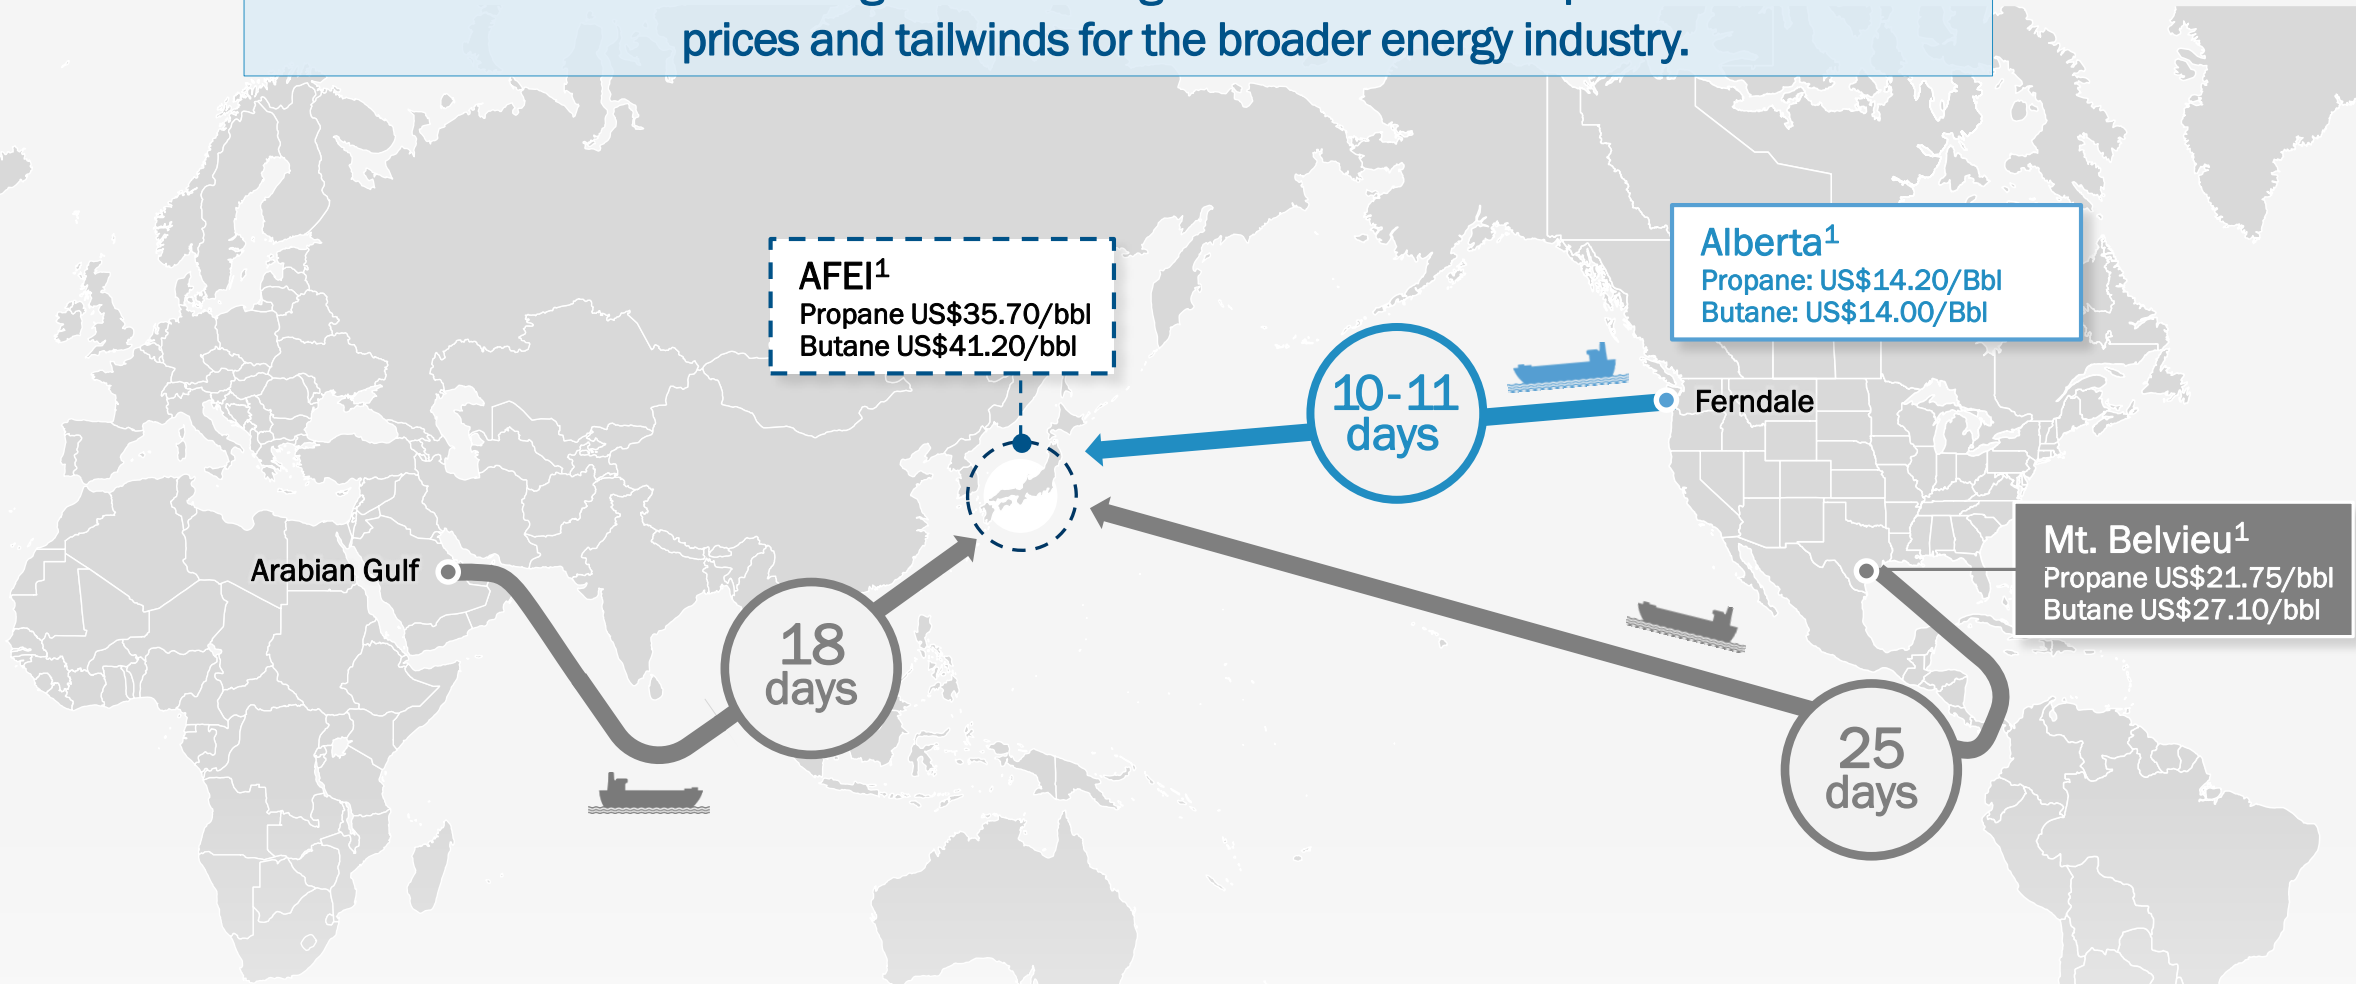 prices and tailwinds for the broader energy industry.
AFEI¹
Propane US$35.70/bbl
Butane US$41.20/bbl
Alberta¹
Propane: US$14.20/Bbl
Butane: US$14.00/Bbl
10-11
days
Ferndale
Arabian Gulf
18
days
Mt. Belvieu¹
Propane US$21.75/bbl
Butane US$27.10/bbl
25
days